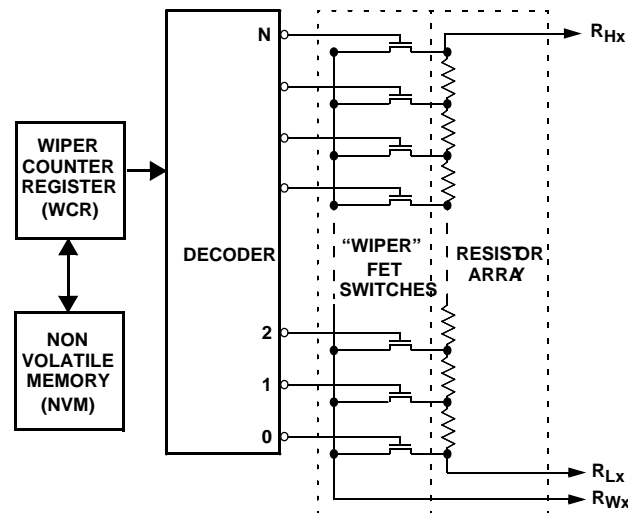 N
R_Hx
WIPER
COUNTER
REGISTER
(WCR)
DECODER
“WIPER”
FET
SWITCHES
RESISTOR
ARRAY
NON
VOLATILE
MEMORY
(NVM)
2
1
0
R_Lx
R_Wx